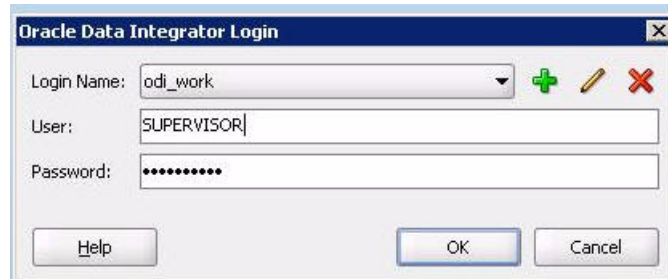 Oracle Data Integrator Login
Login Name: odi_work
User: SUPERVISOR
Password: ••••••••••
Help OK Cancel